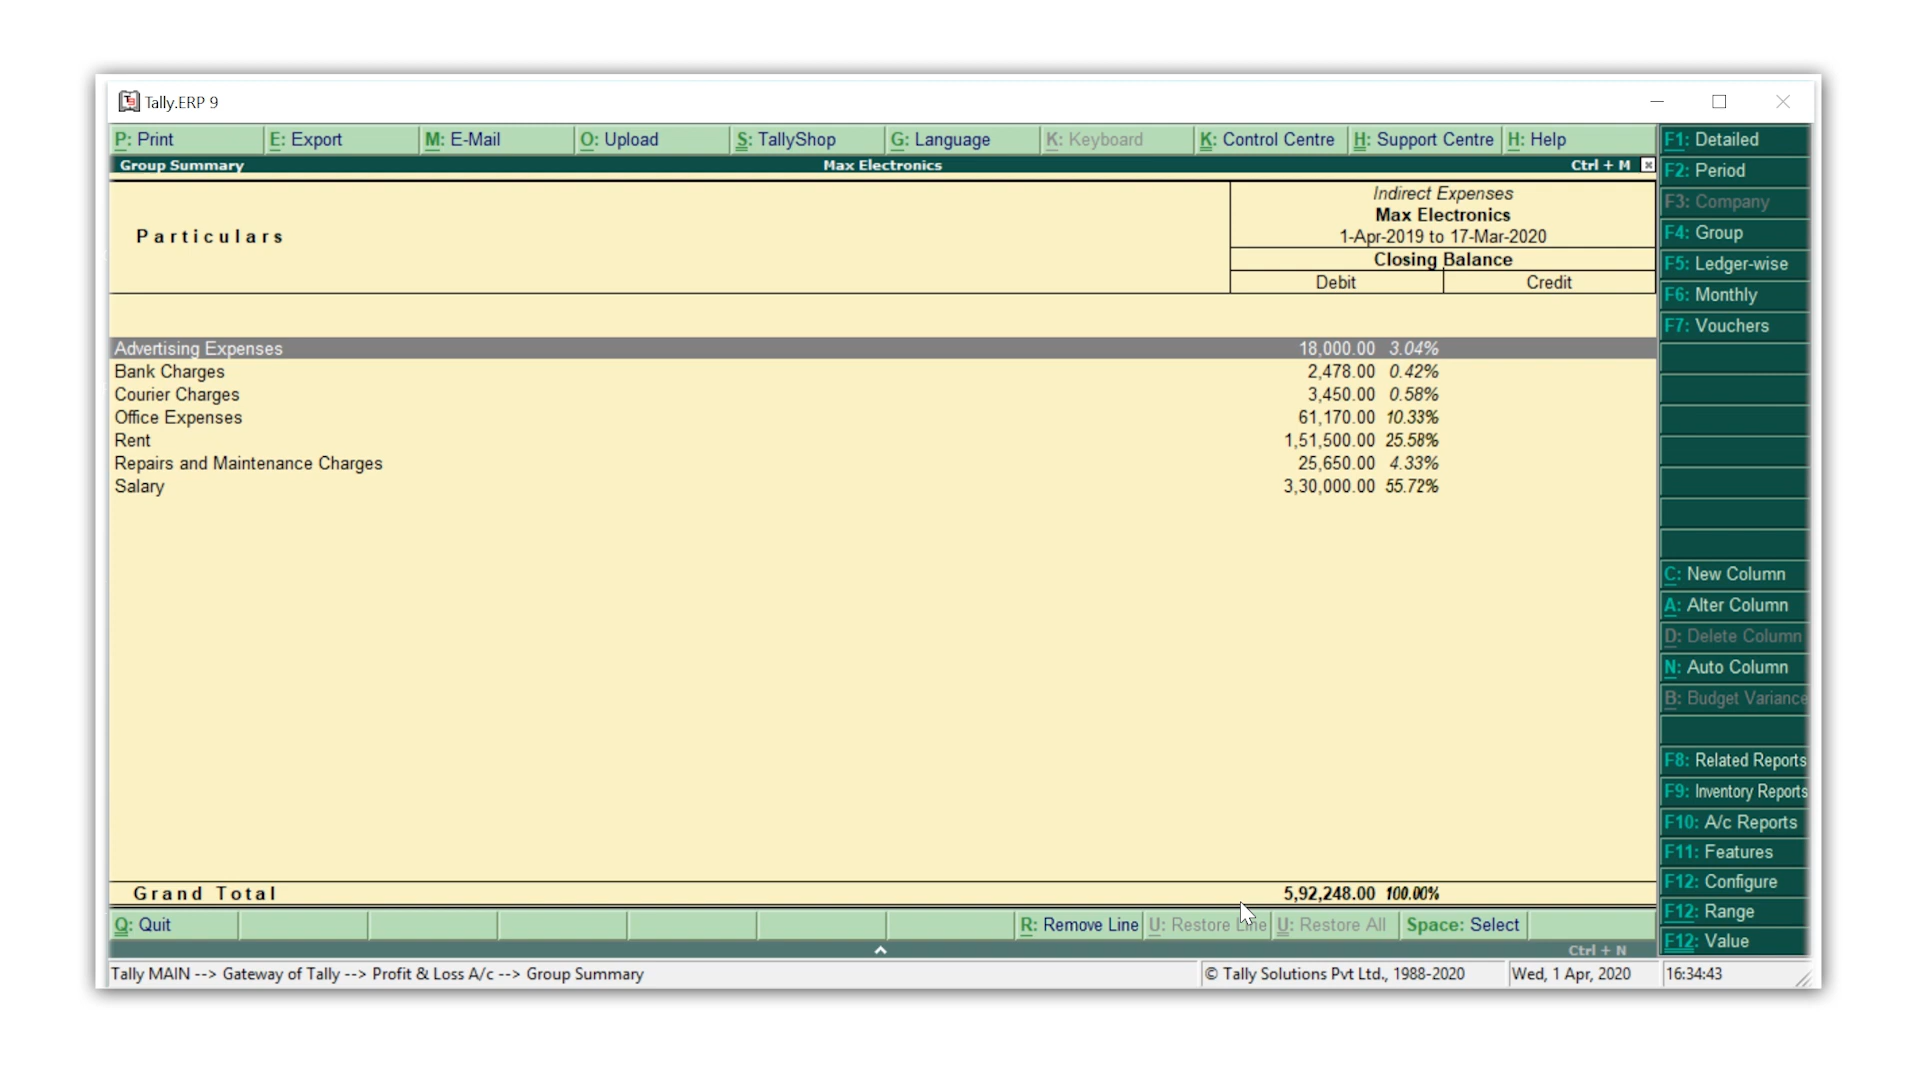 Tally.ERP 9
P: Print E: Export M: E-Mail O: Upload S: TallyShop G: Language K: Keyboard K: Control Centre H: Support Centre H: Help
Group Summary Max Electronics Ctrl + M
Particulars
Indirect Expenses
Max Electronics
1-Apr-2019 to 17-Mar-2020
Closing Balance
Debit Credit
Advertising Expenses 18,000.00 3.04%
Bank Charges 2,478.00 0.42%
Courier Charges 3,450.00 0.58%
Office Expenses 61,170.00 10.33%
Rent 1,51,500.00 25.58%
Repairs and Maintenance Charges 25,650.00 4.33%
Salary 3,30,000.00 55.72%
Grand Total 5,92,248.00 100.00%
F1: Detailed
F2: Period
F3: Company
F4: Group
F5: Ledger-wise
F6: Monthly
F7: Vouchers
C: New Column
A: Alter Column
D: Delete Column
N: Auto Column
B: Budget Variance
F8: Related Reports
F9: Inventory Reports
F10: A/c Reports
F11: Features
F12: Configure
F12: Range
F12: Value
Q: Quit R: Remove Line U: Restore Line U: Restore All Space: Select
Ctrl + N
Tally MAIN --> Gateway of Tally --> Profit & Loss A/c --> Group Summary © Tally Solutions Pvt Ltd., 1988-2020 Wed, 1 Apr, 2020 16:34:43